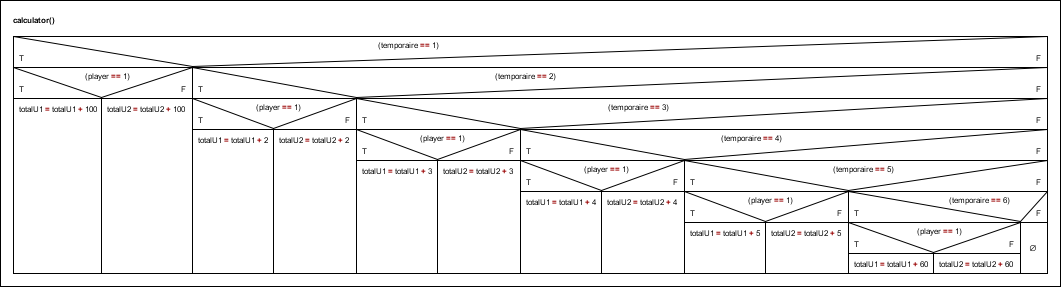 calculator()
(temporaire == 1)
T F
(player == 1) (temporaire == 2)
T F T F
totalU1 = totalU1 + 100 totalU2 = totalU2 + 100 (player == 1) (temporaire == 3)
T F T F
totalU1 = totalU1 + 2 totalU2 = totalU2 + 2 (player == 1) (temporaire == 4)
T F T F
totalU1 = totalU1 + 3 totalU2 = totalU2 + 3 (player == 1) (temporaire == 5)
T F T F
totalU1 = totalU1 + 4 totalU2 = totalU2 + 4 (player == 1) (temporaire == 6)
T F T F
totalU1 = totalU1 + 5 totalU2 = totalU2 + 5 (player == 1)
T F ∅
totalU1 = totalU1 + 60 totalU2 = totalU2 + 60